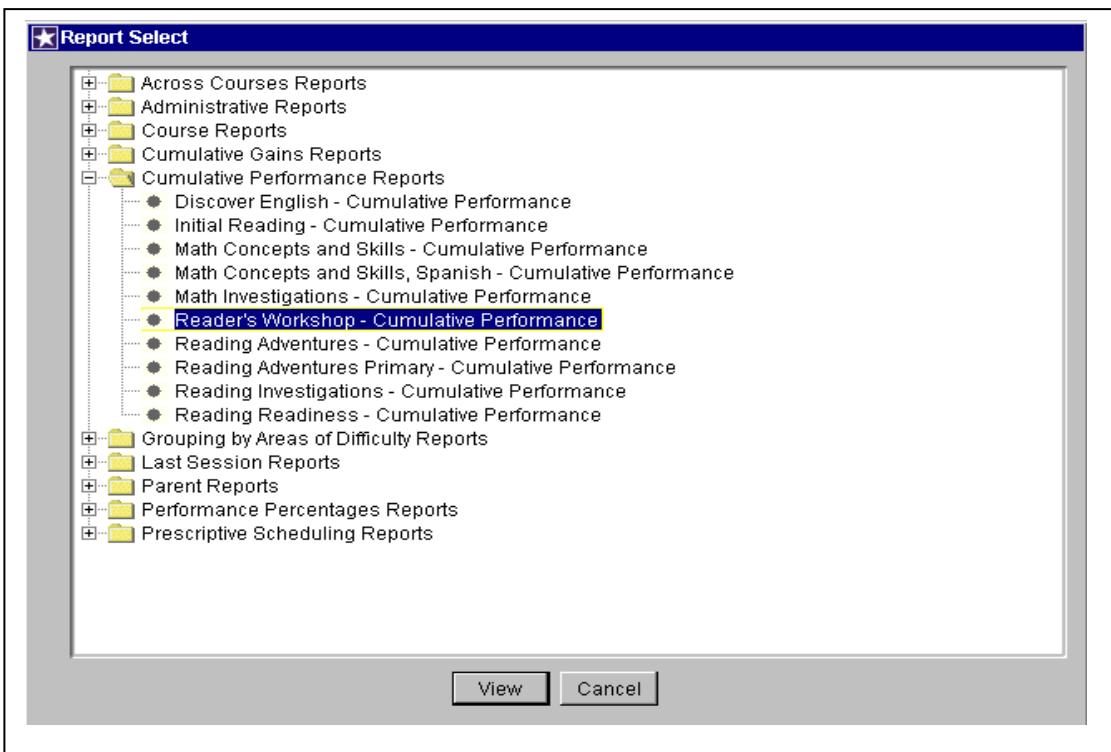 Report Select
Across Courses Reports
Administrative Reports
Course Reports
Cumulative Gains Reports
Cumulative Performance Reports
Discover English - Cumulative Performance
Initial Reading - Cumulative Performance
Math Concepts and Skills - Cumulative Performance
Math Concepts and Skills, Spanish - Cumulative Performance
Math Investigations - Cumulative Performance
Reader's Workshop - Cumulative Performance
Reading Adventures - Cumulative Performance
Reading Adventures Primary - Cumulative Performance
Reading Investigations - Cumulative Performance
Reading Readiness - Cumulative Performance
Grouping by Areas of Difficulty Reports
Last Session Reports
Parent Reports
Performance Percentages Reports
Prescriptive Scheduling Reports
View Cancel